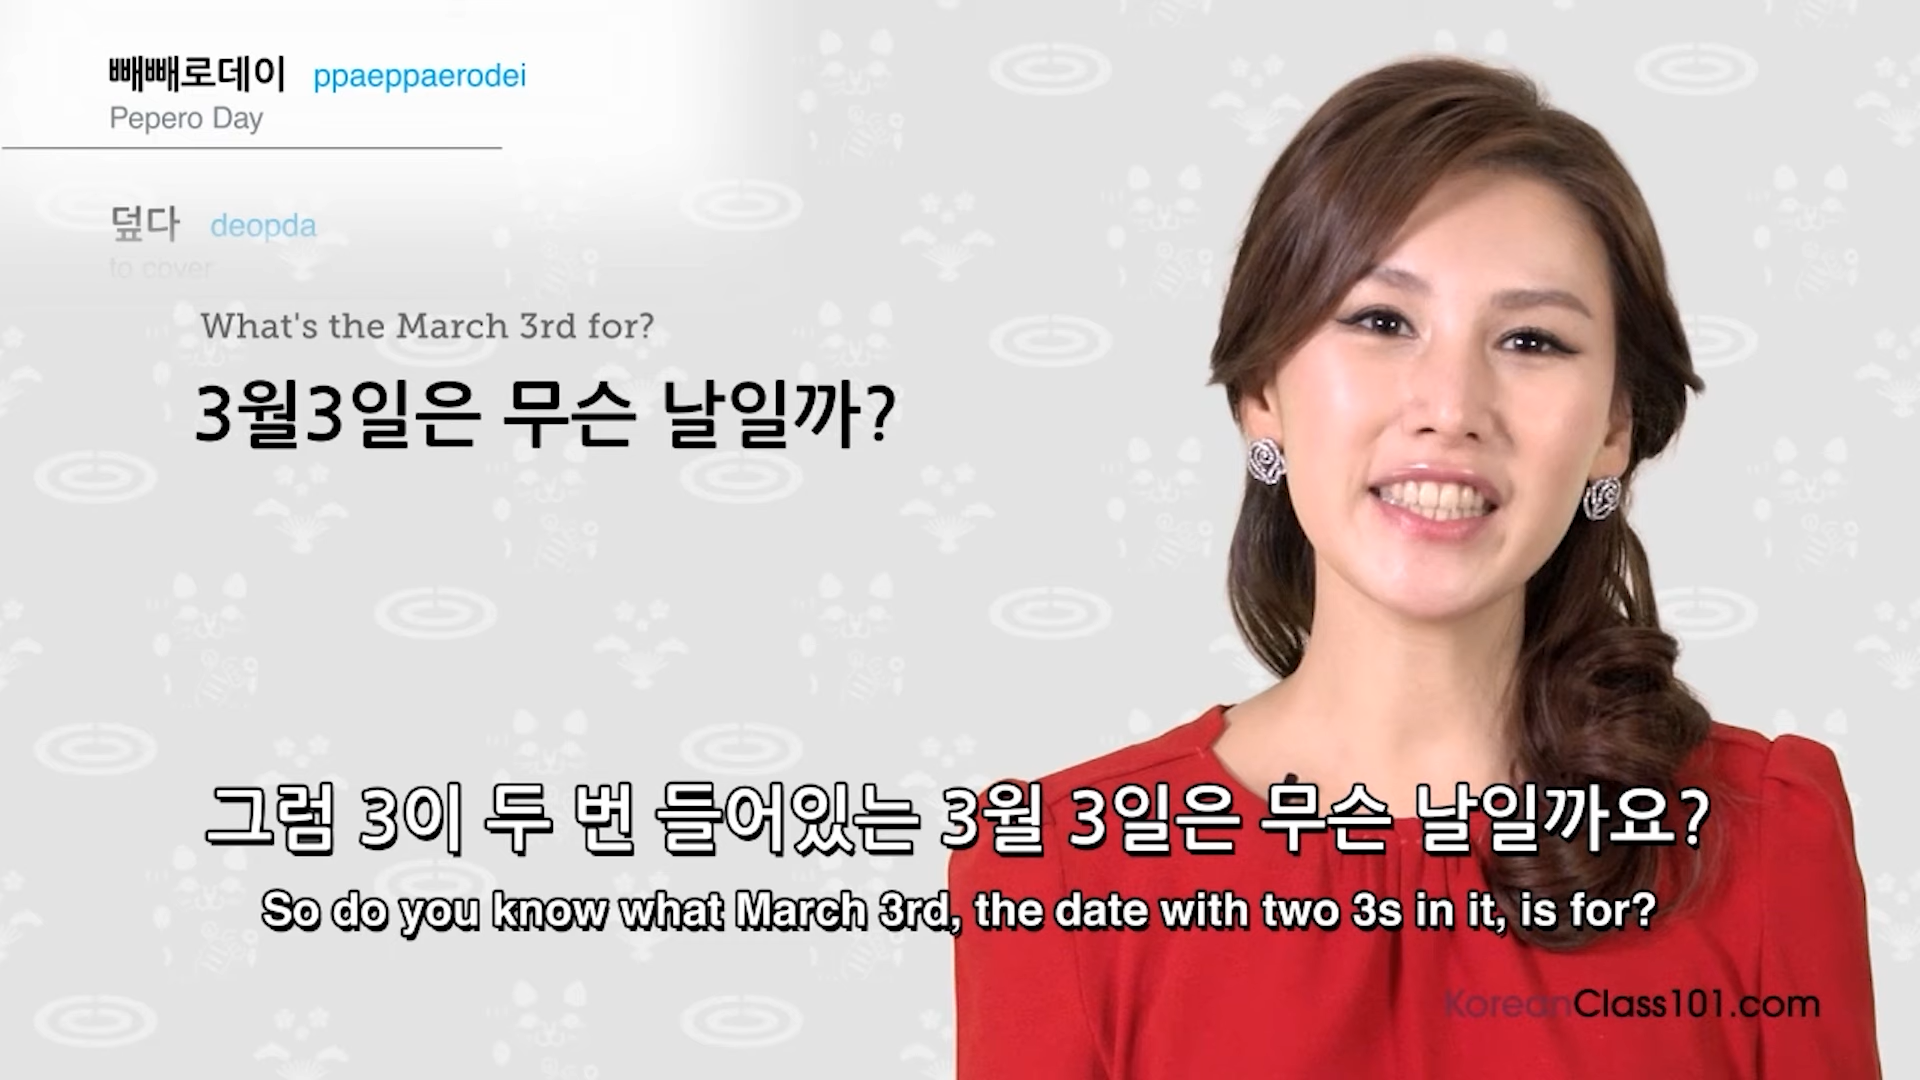 빼빼로데이 ppaeppaerodei
Pepero Day
덮다 deopda
to cover
What's the March 3rd for?
3월3일은 무슨 날일까?
그럼 3이 두 번 들어있는 3월 3일은 무슨 날일까요?
So do you know what March 3rd, the date with two 3s in it, is for?
KoreanClass101.com